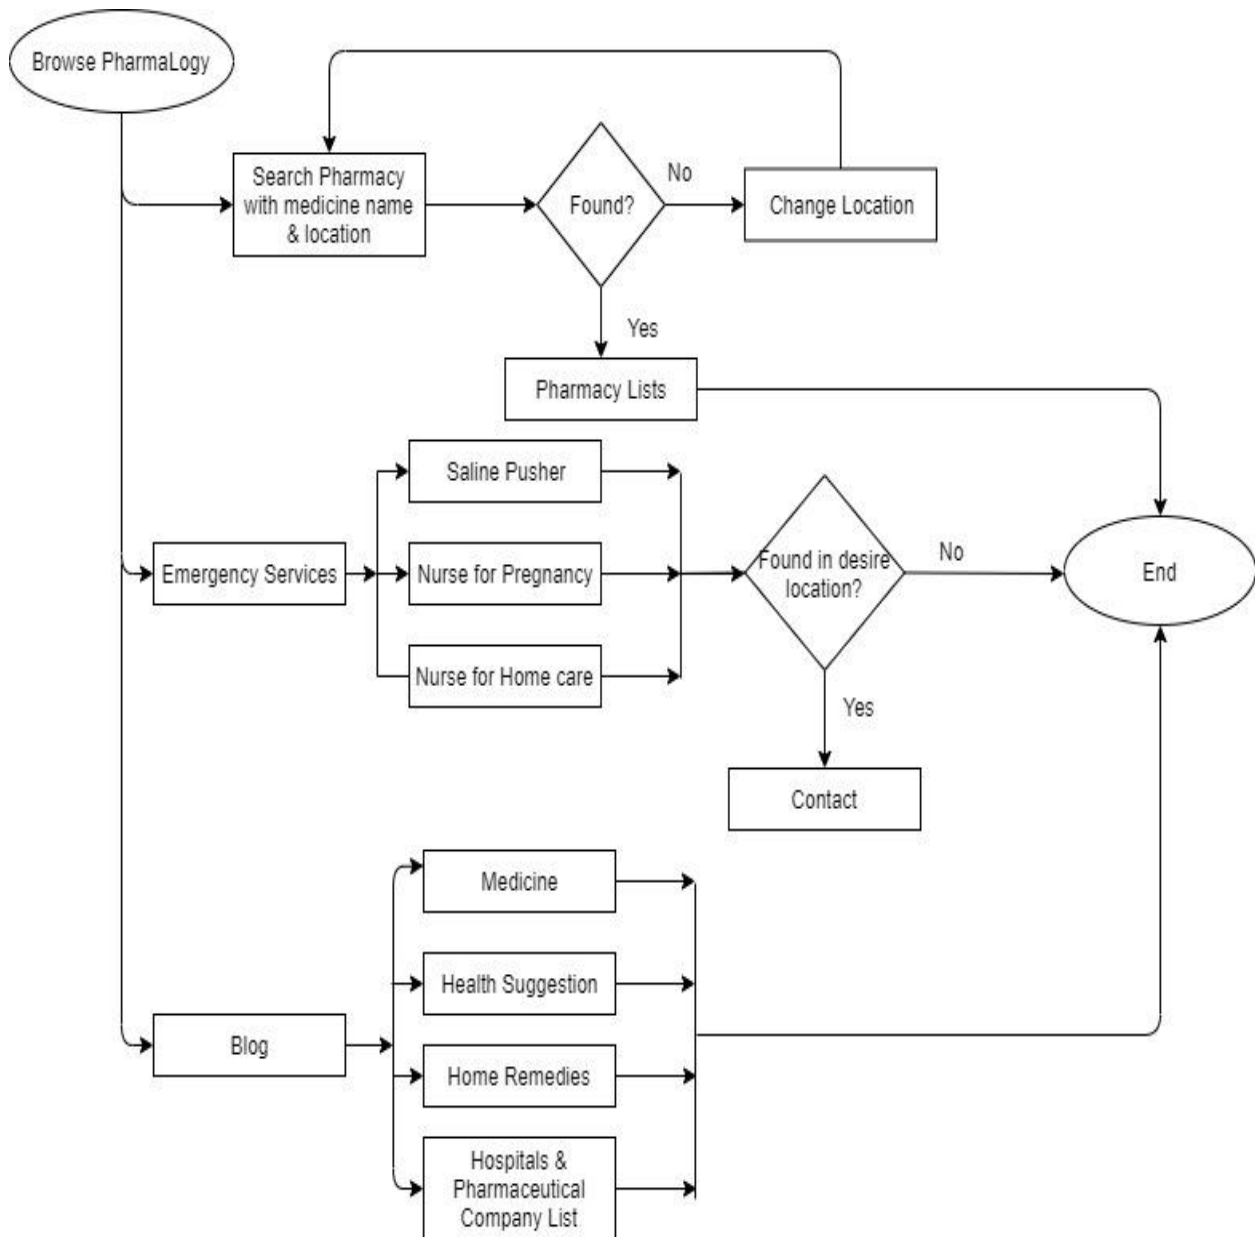 Browse PharmaLogy
Search Pharmacy
with medicine name
& location
Found?
No
Change Location
Yes
Pharmacy Lists
Saline Pusher
Emergency Services
Nurse for Pregnancy
Found in desire
location?
No
End
Nurse for Home care
Yes
Contact
Medicine
Health Suggestion
Blog
Home Remedies
Hospitals &
Pharmaceutical
Company List